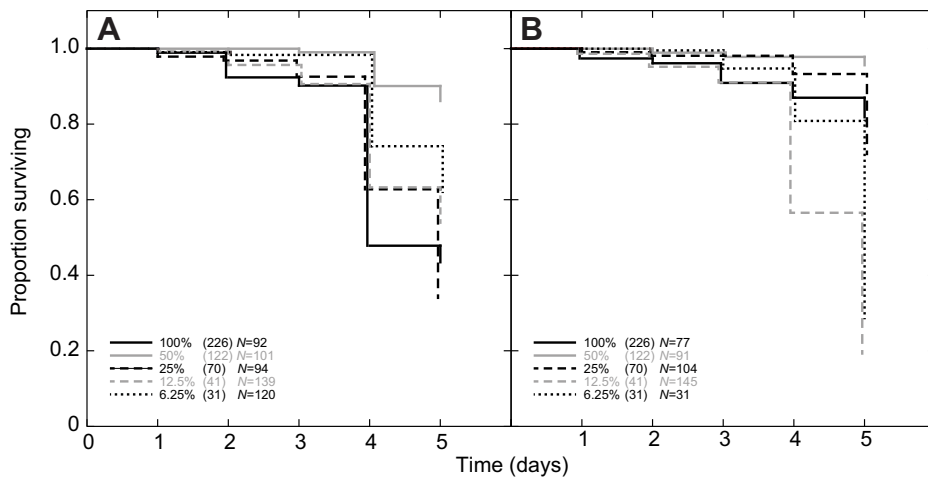 A
B
1.0
0.8
0.6
0.4
0.2
0
Proportion surviving
100% (226) N=92
50% (122) N=101
25% (70) N=94
12.5% (41) N=139
6.25% (31) N=120
100% (226) N=77
50% (122) N=91
25% (70) N=104
12.5% (41) N=145
6.25% (31) N=31
0 1 2 3 4 5
1 2 3 4 5
Time (days)